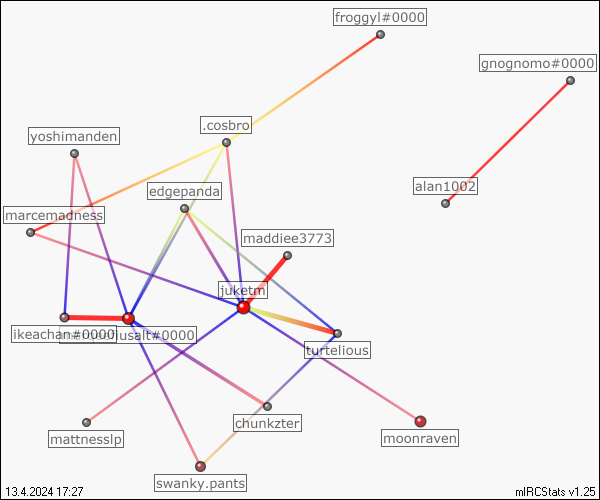 froggyl#0000
gnognomo#0000
.cosbro
yoshimanden
alan1002
edgepanda
marcemadness
maddiee3773
juketm
ikeachan#0000
jusalt#0000
turtelious
chunkzter
mattnesslp
moonraven
swanky.pants
13.4.2024 17:27
mIRCStats v1.25